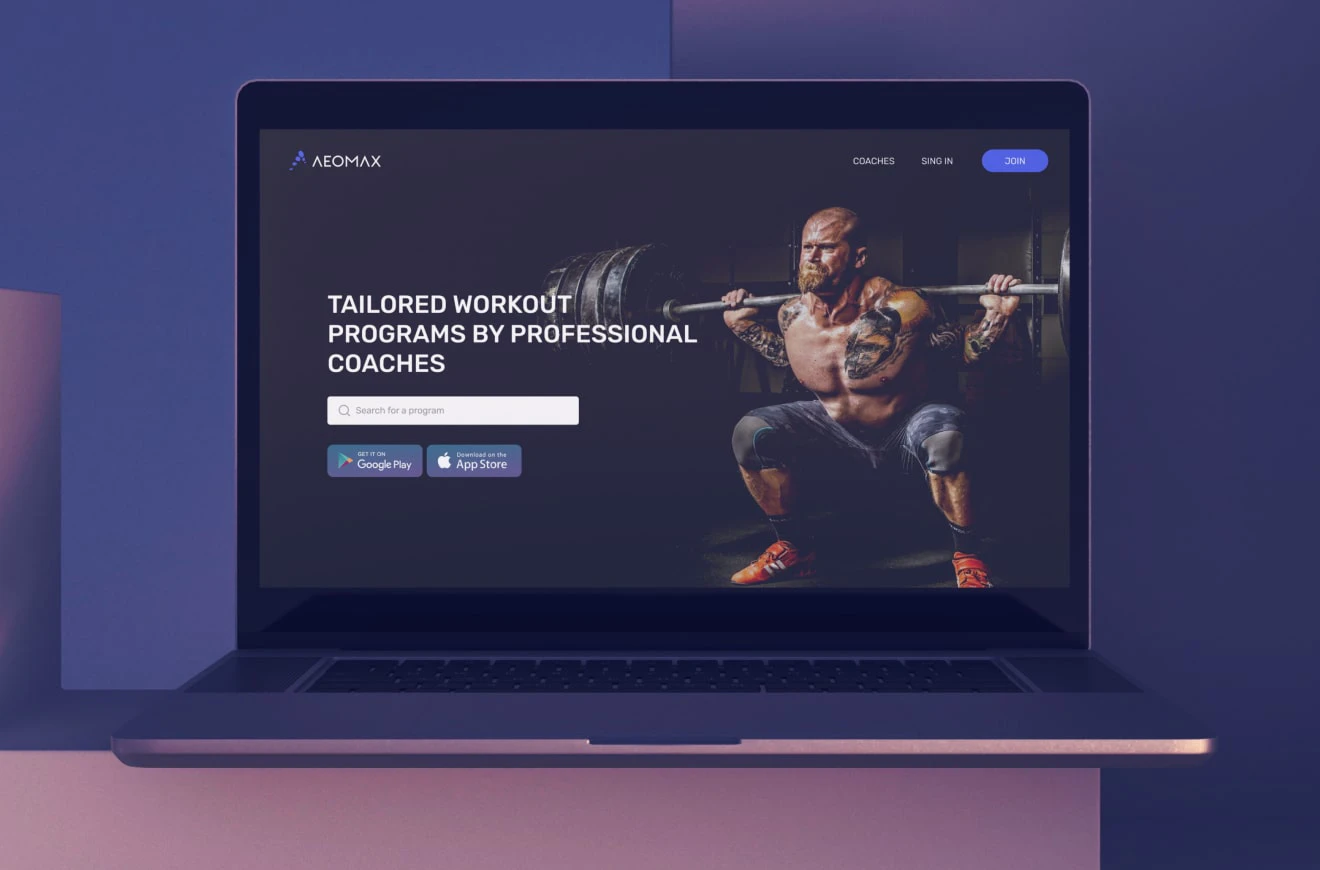 ΛEOMΛX
COACHES
SING IN
JOIN
TAILORED WORKOUT
PROGRAMS BY PROFESSIONAL
COACHES
Search for a program
GET IT ON
Google Play
Download on the
App Store